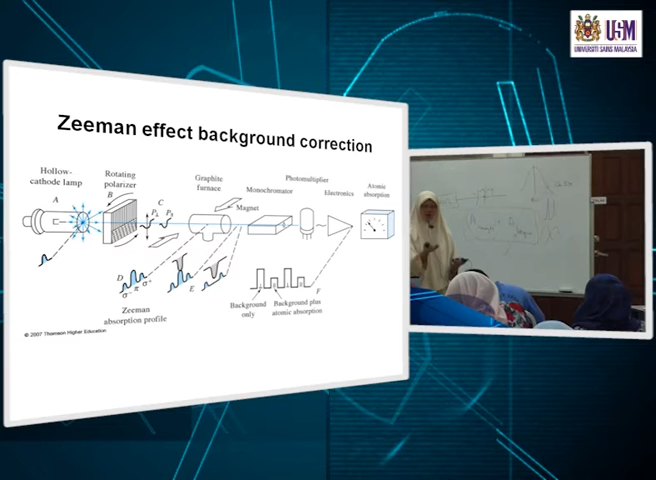 USM
UNIVERSITI SAINS MALAYSIA
Zeeman effect background correction
Hollow-
cathode lamp
Rotating
polarizer
Graphite
furnace
Magnet
Monochromator
Photomultiplier
Electronics
Atomic
absorption
A
B
C
D
σ⁻ π σ⁺
E
F
Zeeman
absorption profile
Background
only
Background plus
atomic absorption
© 2007 Thomson Higher Education